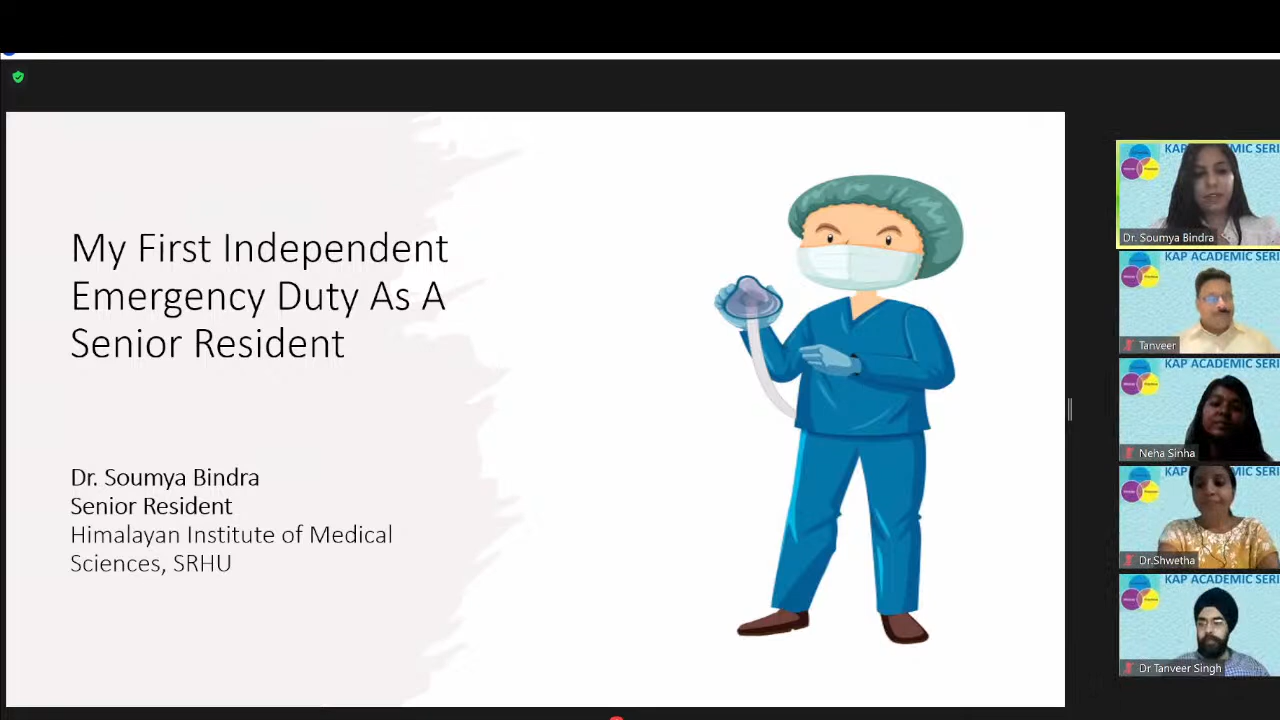 My First Independent
Emergency Duty As A
Senior Resident
Dr. Soumya Bindra
Senior Resident
Himalayan Institute of Medical
Sciences, SRHU
KAP
MIC SERI
Dr. Soumya Bindra
KAP ACADEMIC SERI
Tanveer
KAP ACADEMIC SERI
Neha Sinha
KAP
EMIC SERI
Dr.Shwetha
KAP ACADEMIC SERI
Dr Tanveer Singh